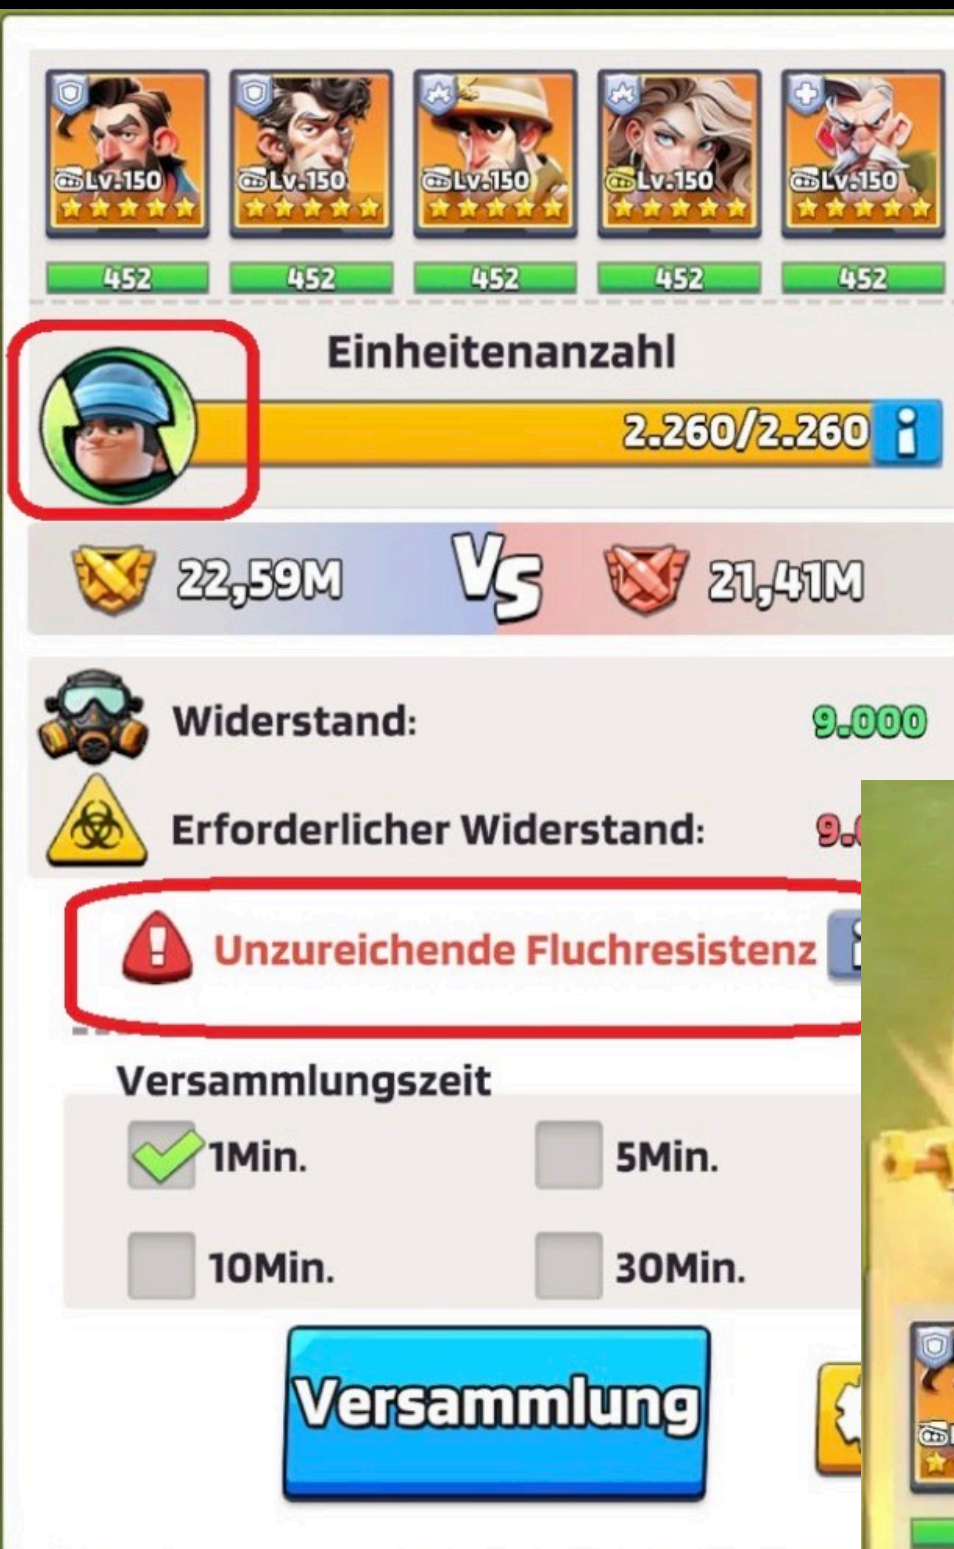 Lv.150 Lv.150 Lv.150 Lv.150 Lv.150
452 452 452 452 452
Einheitenanzahl
2.260/2.260 i
22,59M Vs 21,41M
Widerstand: 9.000
Erforderlicher Widerstand: 9.
! Unzureichende Fluchresistenz
Versammlungszeit
1Min. 5Min.
10Min. 30Min.
Versammlung